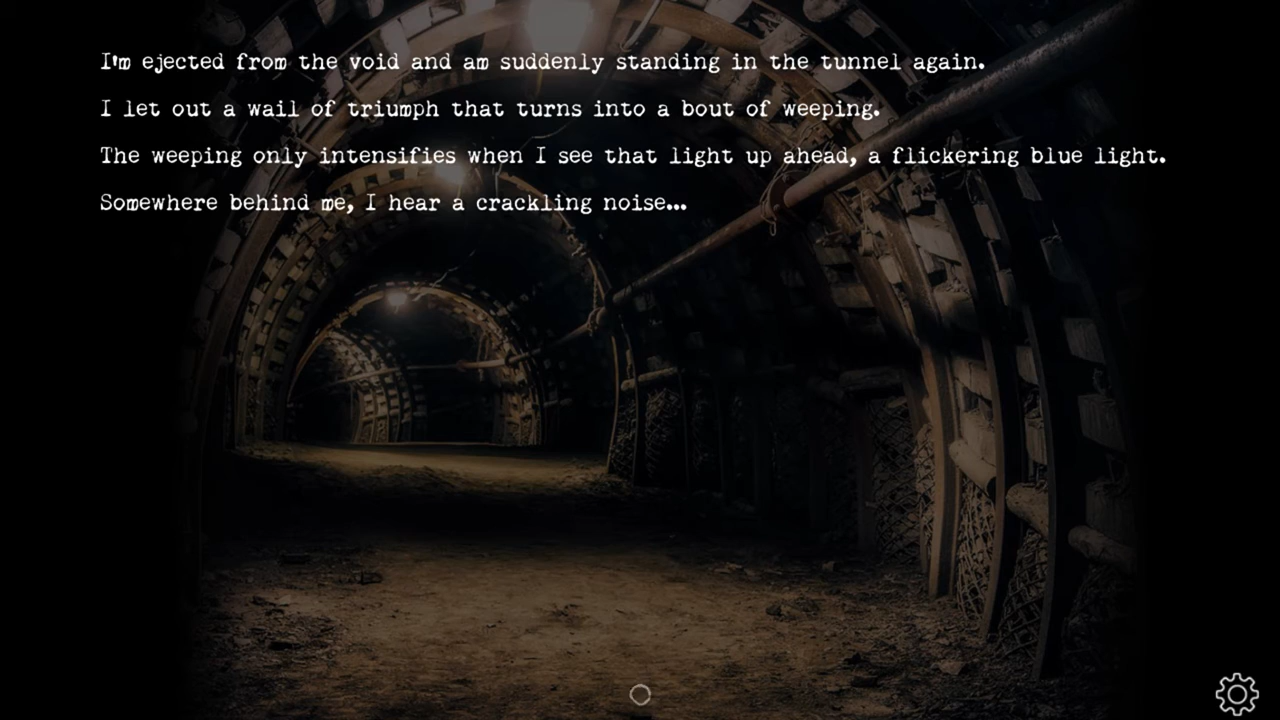 I'm ejected from the void and am suddenly standing in the tunnel again.
I let out a wail of triumph that turns into a bout of weeping.
The weeping only intensifies when I see that light up ahead, a flickering blue light.
Somewhere behind me, I hear a crackling noise...